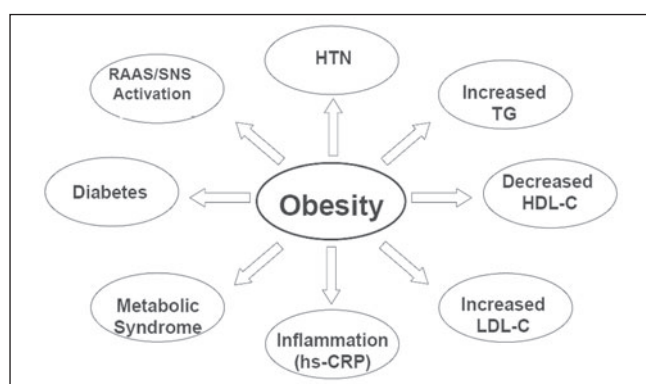 HTN
RAAS/SNS
Activation
Increased
TG
Diabetes
Obesity
Decreased
HDL-C
Metabolic
Syndrome
Inflammation
(hs-CRP)
Increased
LDL-C